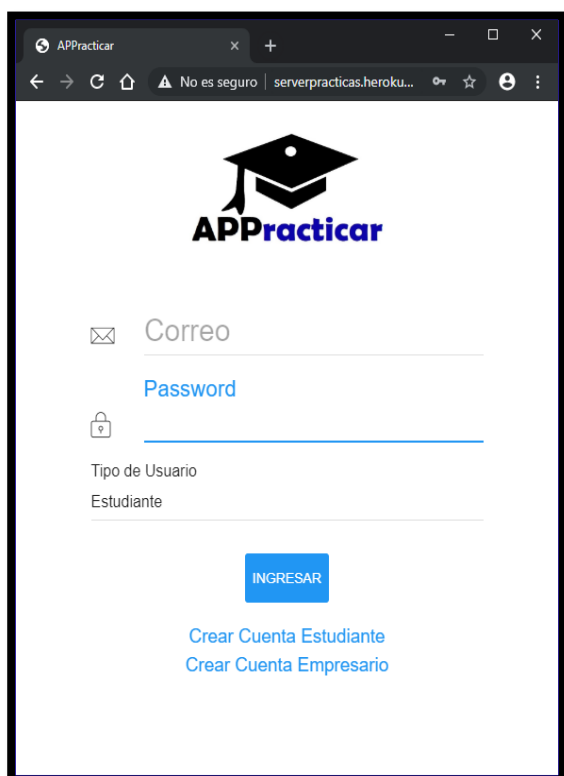 APPracticar
No es seguro | serverpracticas.heroku...
APPracticar
Correo
Password
Tipo de Usuario
Estudiante
INGRESAR
Crear Cuenta Estudiante
Crear Cuenta Empresario